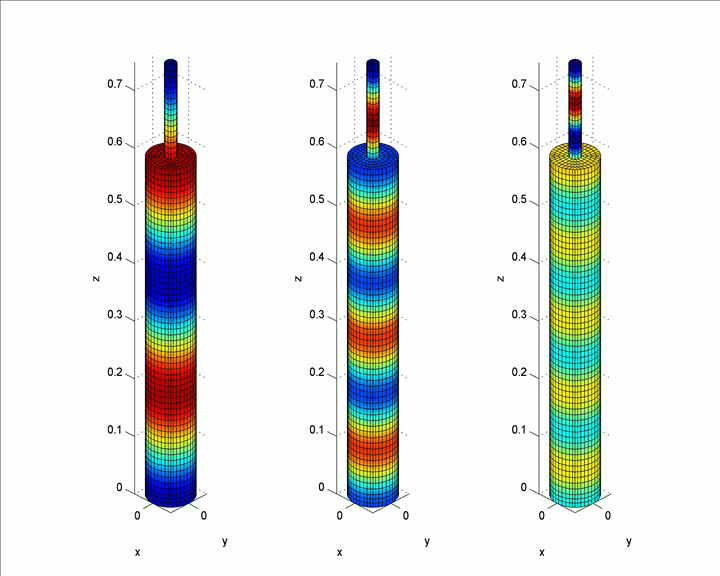 0.7 0.7 0.7
0.6 0.6 0.6
0.5 0.5 0.5
0.4 0.4 0.4
z z z
0.3 0.3 0.3
0.2 0.2 0.2
0.1 0.1 0.1
0 0 0
0 0 0 0 0 0
y y y
x x x